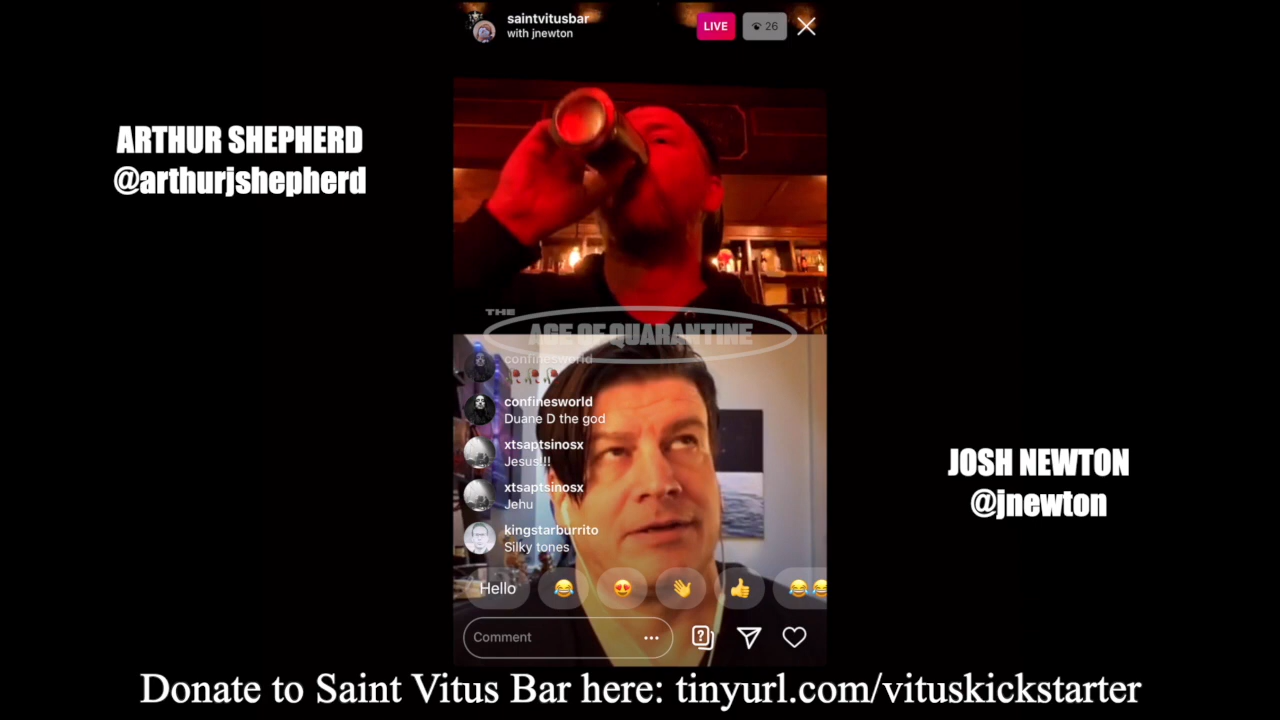 saintvitusbar
with jnewton
LIVE
26
ARTHUR SHEPHERD
@arthurjshepherd
THE
AGE OF QUARANTINE
confinesworld
confinesworld
Duane D the god
xtsaptsinosx
Jesus!!!
xtsaptsinosx
Jehu
kingstarburrito
Silky tones
JOSH NEWTON
@jnewton
Hello
Comment
Donate to Saint Vitus Bar here: tinyurl.com/vituskickstarter